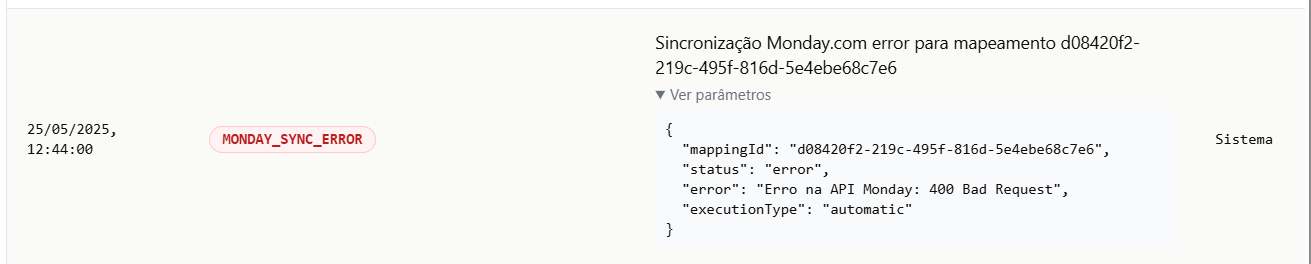 Sincronização Monday.com error para mapeamento d08420f2-
219c-495f-816d-5e4ebe68c7e6
▼ Ver parâmetros
25/05/2025,
12:44:00
MONDAY_SYNC_ERROR
{
  "mappingId": "d08420f2-219c-495f-816d-5e4ebe68c7e6",
  "status": "error",
  "error": "Erro na API Monday: 400 Bad Request",
  "executionType": "automatic"
}
Sistema